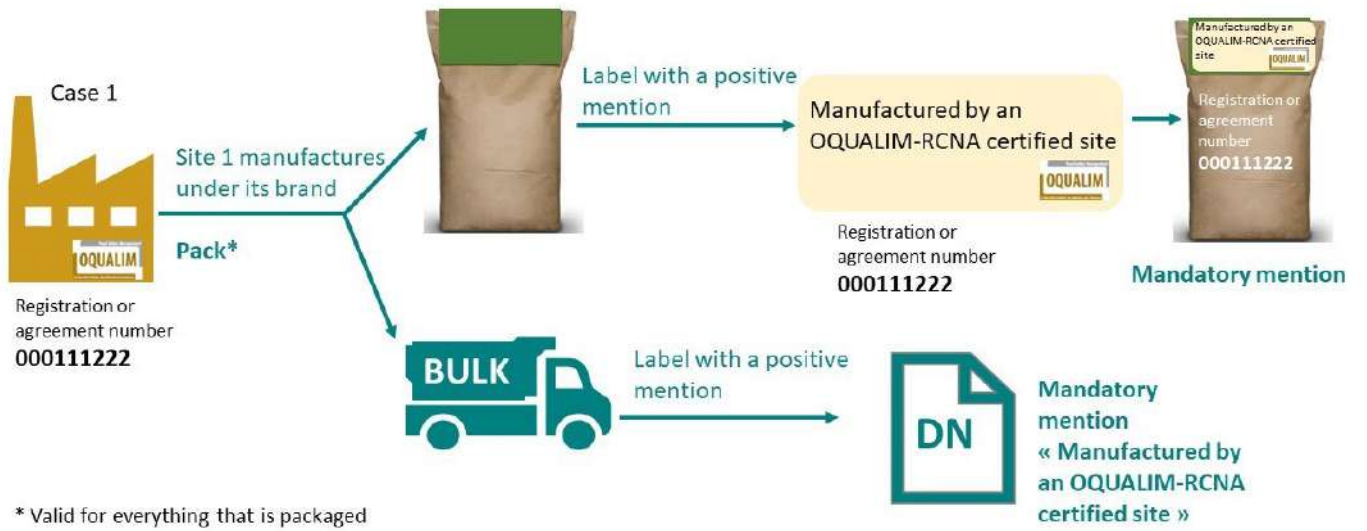 Case 1
Site 1 manufactures
under its brand
Pack*
OQUALIM
Registration or
agreement number
000111222
Label with a positive
mention
Manufactured by an
OQUALIM-RCNA certified site
OQUALIM
Registration or
agreement number
000111222
Manufactured by an
OQUALIM-RCNA certified
site
OQUALIM
Registration or
agreement
number
000111222
Mandatory mention
BULK
Label with a positive
mention
DN
Mandatory
mention
« Manufactured by
an OQUALIM-RCNA
certified site »
* Valid for everything that is packaged